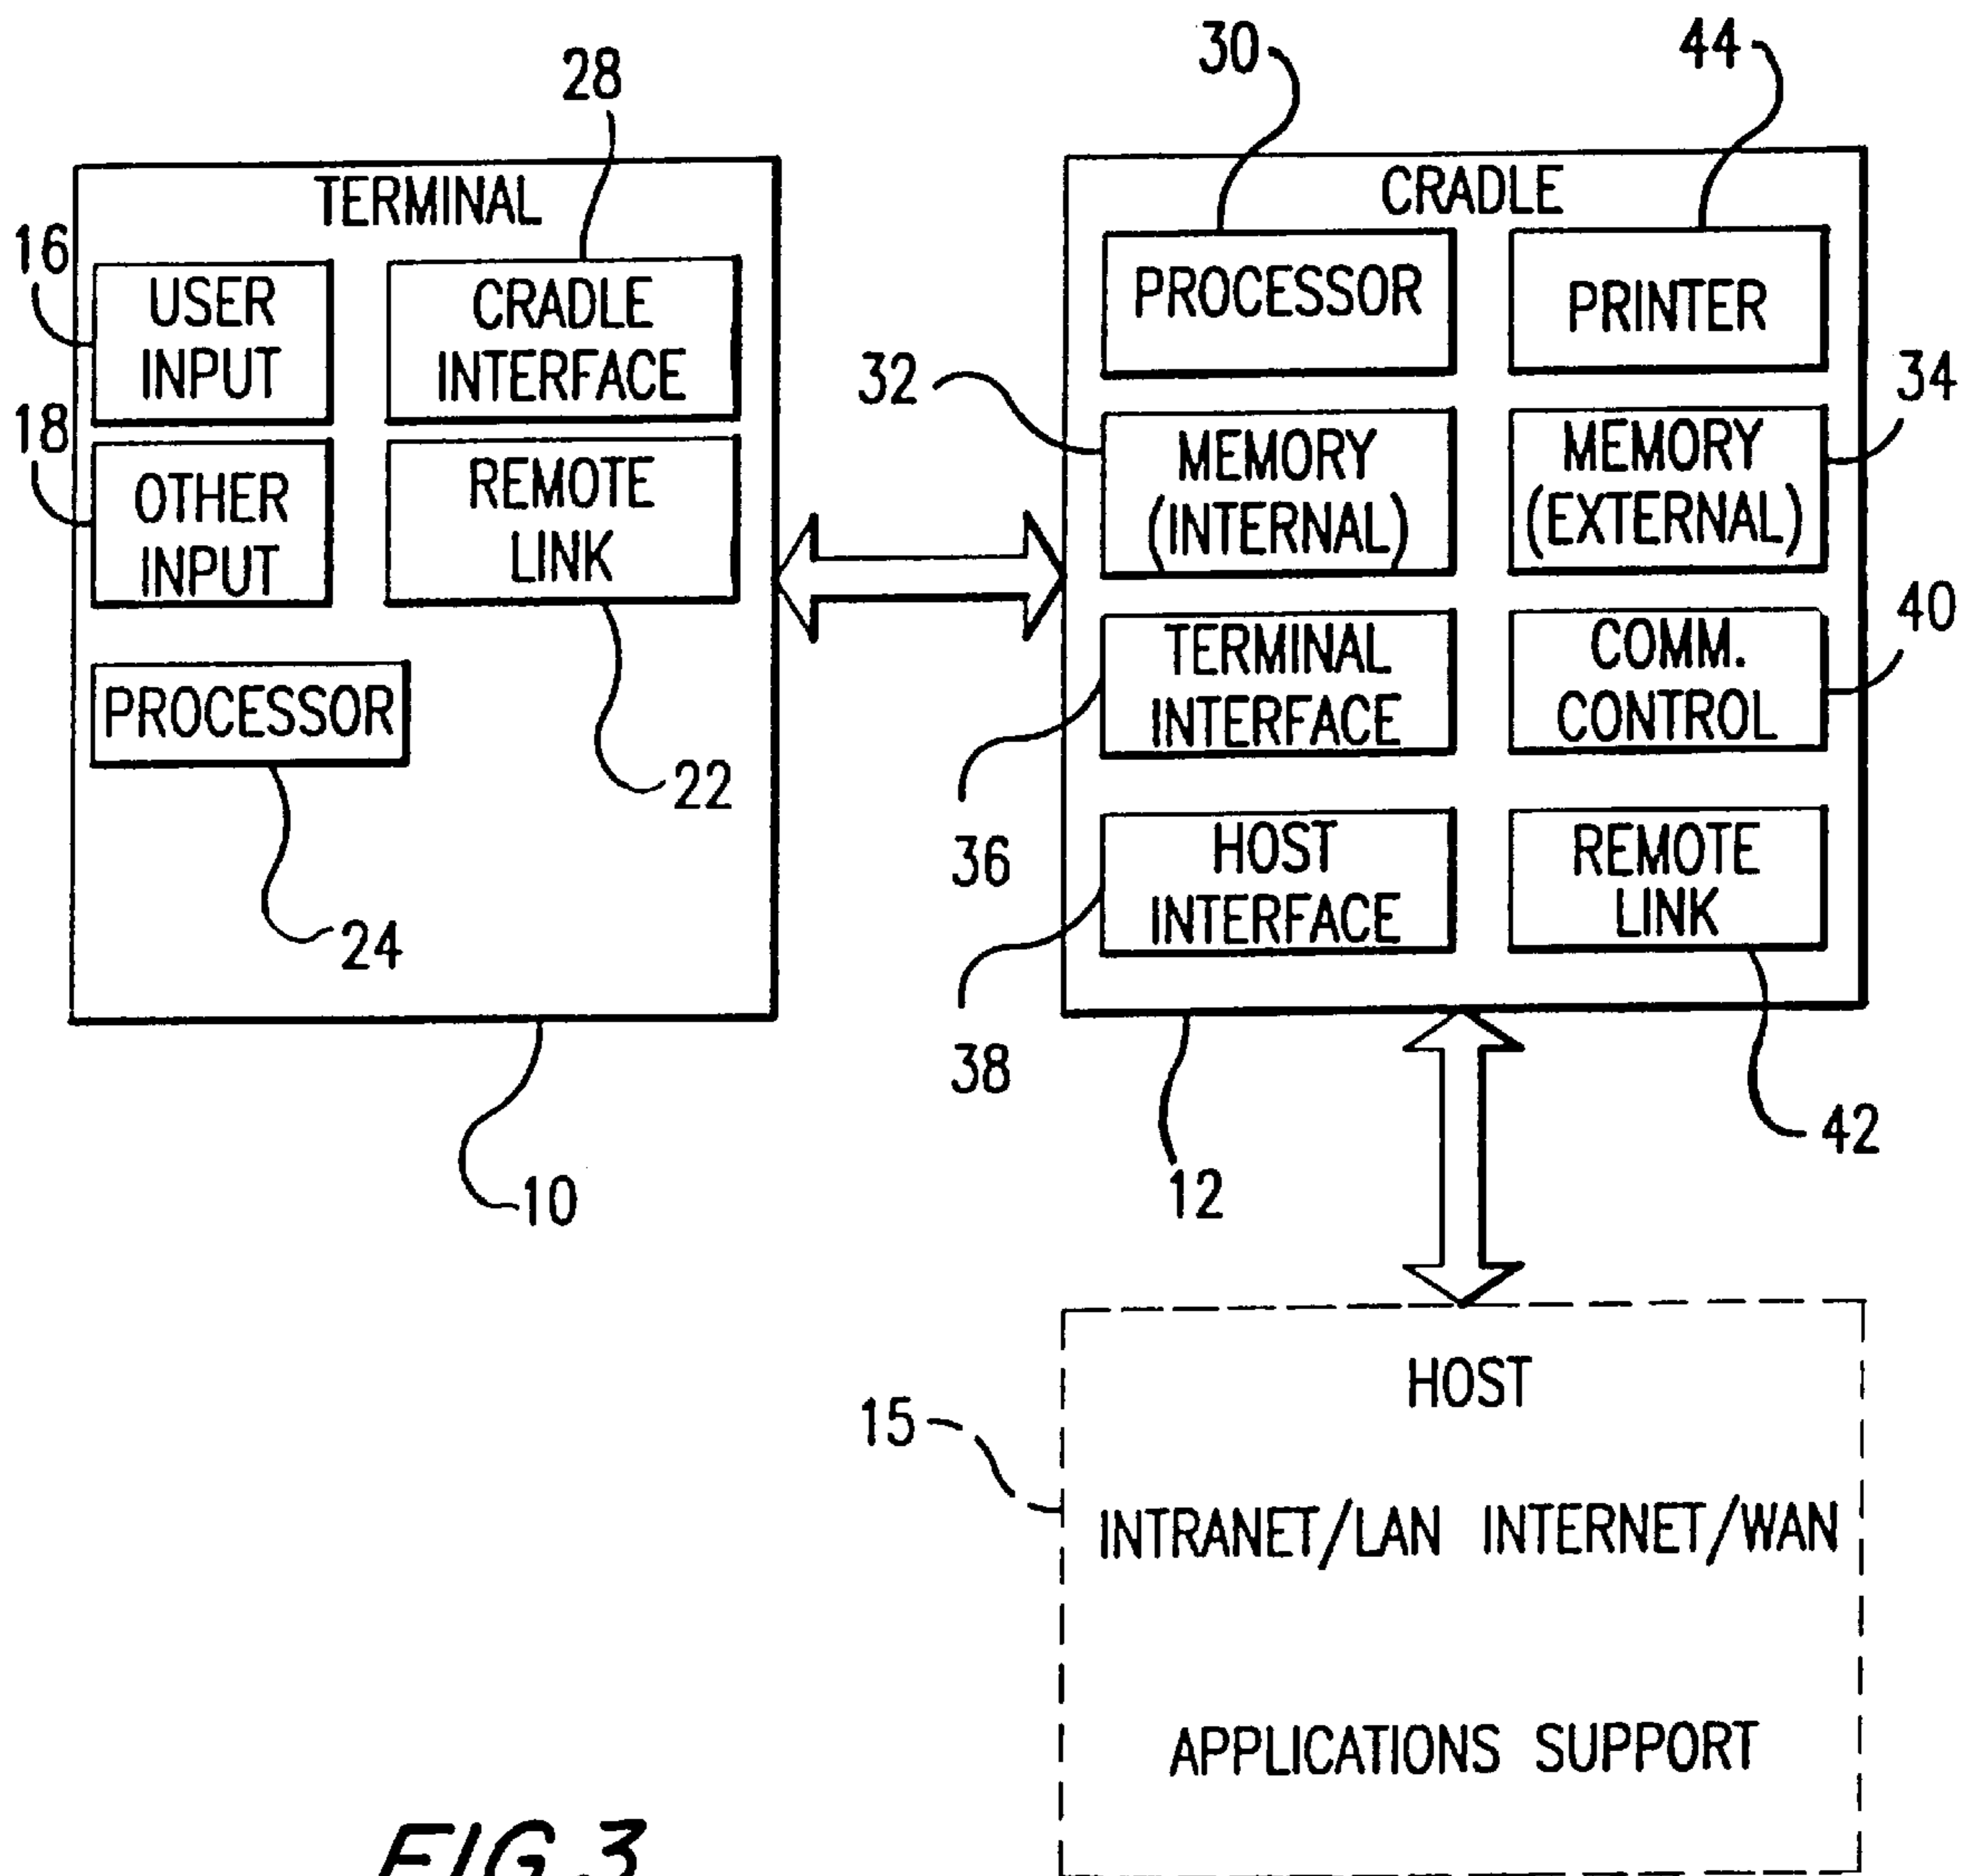 28
TERMINAL
16
USER
INPUT
CRADLE
INTERFACE
18
OTHER
INPUT
REMOTE
LINK
PROCESSOR
22
24
10
30
44
CRADLE
PROCESSOR
PRINTER
32
34
MEMORY
(INTERNAL)
MEMORY
(EXTERNAL)
40
TERMINAL
INTERFACE
COMM.
CONTROL
36
HOST
INTERFACE
REMOTE
LINK
38
12
42
HOST
15
INTRANET/LAN INTERNET/WAN
APPLICATIONS SUPPORT
FIG.3